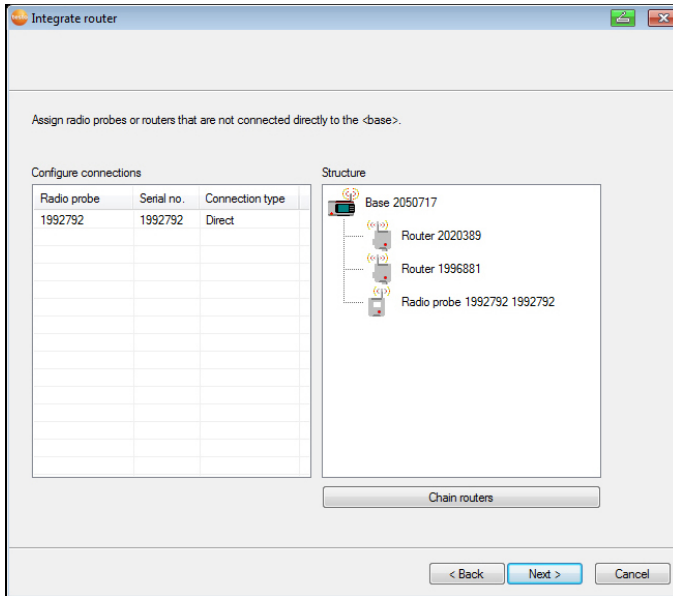 Integrate router
Assign radio probes or routers that are not connected directly to the <base>.
Configure connections
Structure
Radio probe Serial no. Connection type
1992792 1992792 Direct
Base 2050717
Router 2020389
Router 1996881
Radio probe 1992792 1992792
Chain routers
< Back Next > Cancel